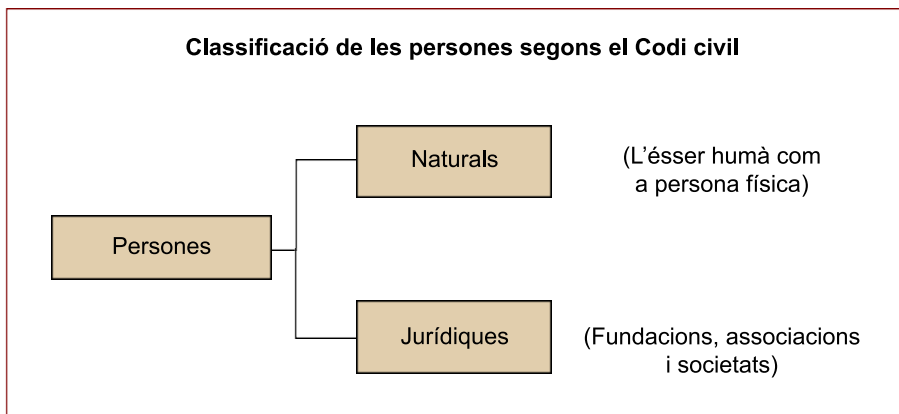 Classificació de les persones segons el Codi civil
Naturals
(L'ésser humà com
a persona física)
Persones
Jurídiques
(Fundacions, associacions
i societats)